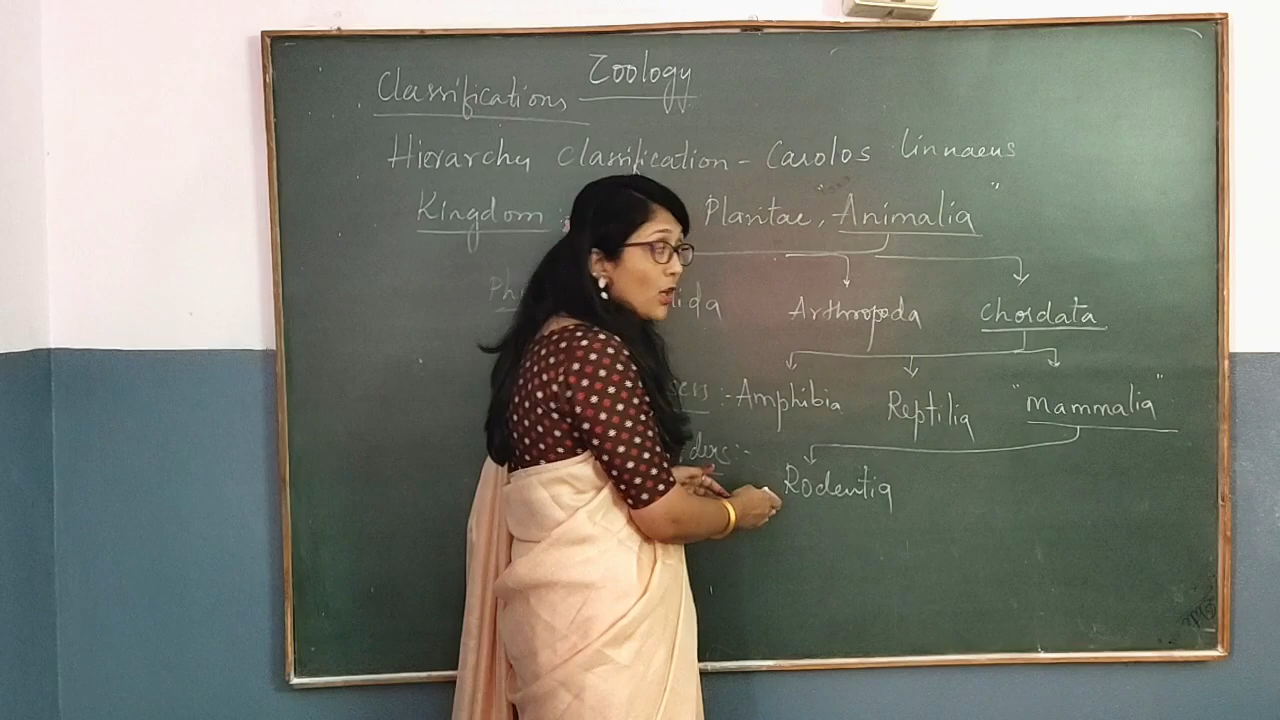 Zoology
Classifications
Hierarchy Classification - Carolos Linnaeus
Kingdom : Plantae, "Animalia"
Arthropoda Chordata
:- Amphibia Reptilia "Mammalia"
:-
Rodentia